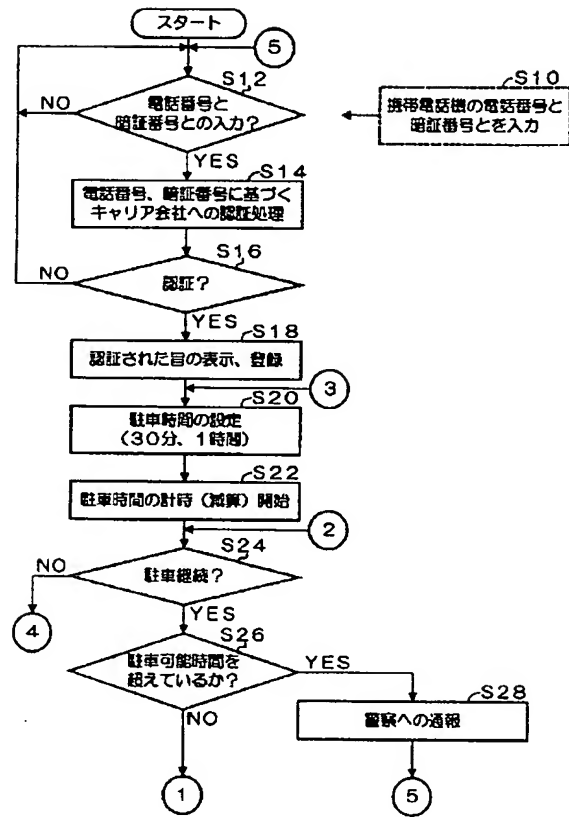 スタート
5
S12
NO
電話番号と
暗証番号との入力？
S10
携帯電話機の電話番号と
暗証番号とを入力
YES
S14
電話番号、暗証番号に基づく
キャリア会社への認証処理
S16
NO
認証？
YES
S18
認証された旨の表示、登録
3
S20
駐車時間の設定
（30分、1時間）
S22
駐車時間の計時（減算）開始
2
S24
NO
駐車継続？
4
YES
S26
駐車可能時間を
超えているか？
YES
S28
警察への通報
NO
1
5